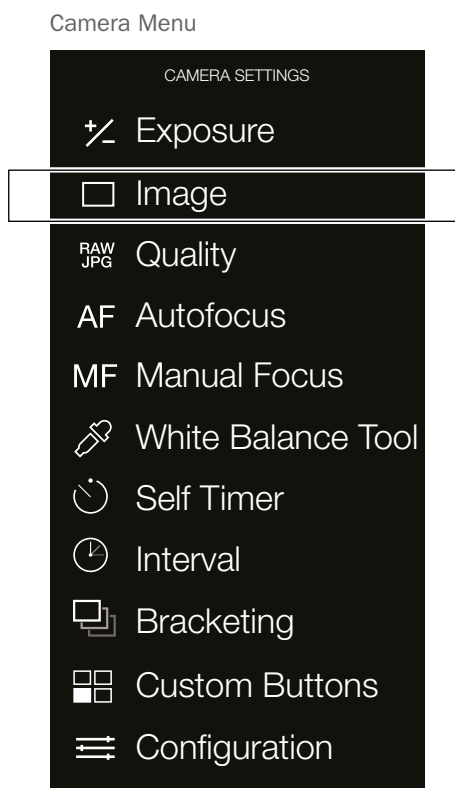 Camera Menu
CAMERA SETTINGS
+/– Exposure
Image
RAW
JPG Quality
AF Autofocus
MF Manual Focus
White Balance Tool
Self Timer
Interval
Bracketing
Custom Buttons
Configuration